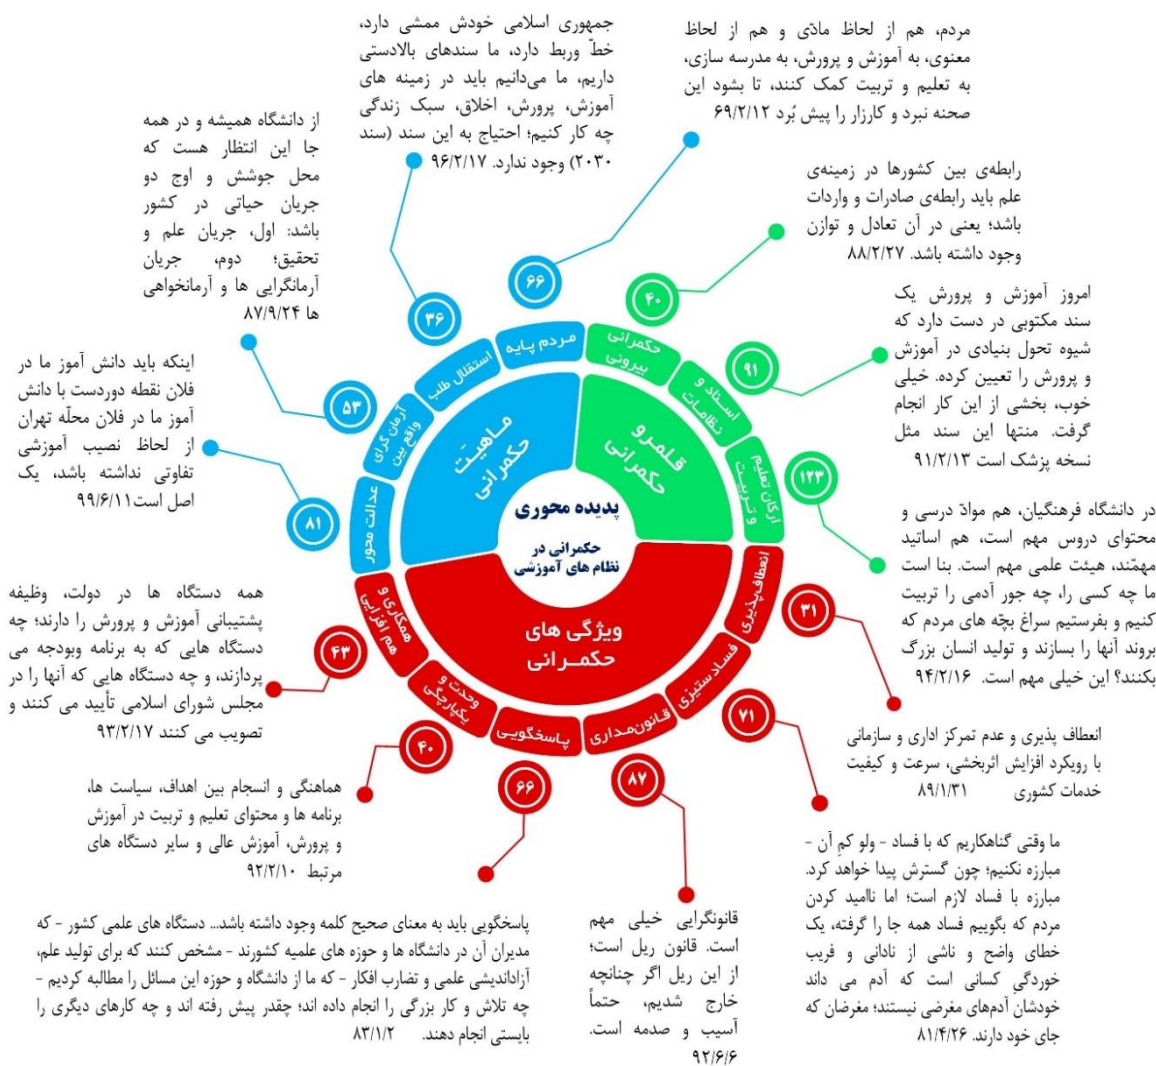 مردم، هم از لحاظ مادّی و هم از لحاظ
معنوی، به آموزش و پرورش، به مدرسه سازی،
به تعلیم و تربیت کمک کنند، تا بشود این
صحنه نبرد و کارزار را پیش بُرد ۶۹/۲/۱۲
جمهوری اسلامی خودش ممشی دارد،
خطّ وربط دارد، ما سندهای بالادستی
داریم، ما می‌دانیم باید در زمینه های
آموزش، پرورش، اخلاق، سبک زندگی
چه کار کنیم؛ احتیاج به این سند (سند
۲۰۳۰) وجود ندارد. ۹۶/۲/۱۷
از دانشگاه همیشه و در همه
جا این انتظار هست که
محل جوشش و اوج دو
جریان حیاتی در کشور
باشد: اول، جریان علم و
تحقیق؛ دوم، جریان
آرمانگرایی ها و آرمانخواهی
ها ۸۷/۹/۲۴
اینکه باید دانش آموز ما در
فلان نقطه دوردست با دانش
آموز ما در فلان محلّه تهران
از لحاظ نصیب آموزشی
تفاوتی نداشته باشد، یک
اصل است۹۹/۶/۱۱
رابطه‌ی بین کشورها در زمینه‌ی
علم باید رابطه‌ی صادرات و واردات
باشد؛ یعنی در آن تعادل و توازن
وجود داشته باشد. ۸۸/۲/۲۷
امروز آموزش و پرورش یک
سند مکتوبی در دست دارد که
شیوه تحول بنیادی در آموزش
و پرورش را تعیین کرده. خیلی
خوب، بخشی از این کار انجام
گرفت. منتها این سند مثل
نسخه پزشک است ۹۱/۲/۱۳
در دانشگاه فرهنگیان، هم موادّ درسی و
محتوای دروس مهم است، هم اساتید
مهمّند، هیئت علمی مهم است. بنا است
ما چه کسی را، چه جور آدمی را تربیت
کنیم و بفرستیم سراغ بچّه های مردم که
بروند آنها را بسازند و تولید انسان بزرگ
بکنند؟ این خیلی مهم است. ۹۴/۲/۱۶
انعطاف پذیری و عدم تمرکز اداری و سازمانی
با رویکرد افزایش اثربخشی، سرعت و کیفیت
خدمات کشوری ۸۹/۱/۳۱
ما وقتی گناهکاریم که با فساد - ولو کمِ آن -
مبارزه نکنیم؛ چون گسترش پیدا خواهد کرد.
مبارزه با فساد لازم است؛ اما ناامید کردن
مردم که بگوییم فساد همه جا را گرفته، یک
خطای واضح و ناشی از نادانی و فریب
خوردگیِ کسانی است که آدم می داند
خودشان آدم‌های مغرضی نیستند؛ مغرضان که
جای خود دارند. ۸۱/۴/۲۶
قانونگرایی خیلی مهم
است. قانون ریل است؛
از این ریل اگر چنانچه
خارج شدیم، حتماً
آسیب و صدمه است.
۹۲/۶/۶
پاسخگویی باید به معنای صحیح کلمه وجود داشته باشد... دستگاه های علمی کشور - که
مدیران آن در دانشگاه ها و حوزه های علمیه کشورند - مشخص کنند که برای تولید علم،
آزاداندیشی علمی و تضارب افکار - که ما از دانشگاه و حوزه این مسائل را مطالبه کردیم -
چه تلاش و کار بزرگی را انجام داده اند؛ چقدر پیش رفته اند و چه کارهای دیگری را
بایستی انجام دهند. ۸۳/۱/۲
هماهنگی و انسجام بین اهداف، سیاست ها،
برنامه ها و محتوای تعلیم و تربیت در آموزش
و پرورش، آموزش عالی و سایر دستگاه های
مرتبط ۹۲/۲/۱۰
همه دستگاه ها در دولت، وظیفه
پشتیبانی آموزش و پرورش را دارند؛ چه
دستگاه هایی که به برنامه وبودجه می
پردازند، و چه دستگاه هایی که آنها را در
مجلس شورای اسلامی تأیید می کنند و
تصویب می کنند ۹۳/۲/۱۷
پدیده محوری
حکمرانی در
نظام های آموزشی
قلمرو
حکمرانی
ماهیت
حکمرانی
ویژگی های
حکمـرانی
۴۰
حکمرانی
بیرونی
۹۱
اسـناد و
نظامـات
۱۲۳
ارکان تعلیم
و تـربیـت
۳۱
انعطاف‌پذیری
۷۱
فسادستیزی
۸۷
قـانون‌مـداری
۶۶
پـاسخگویی
۴۰
وحدت و
یکپارچگی
۴۳
همکاری و
هم افزایی
۸۱
عدالت محور
۵۳
آرمان گرای
واقع بین
۳۶
استقلال طلب
۶۶
مـردم پـایه